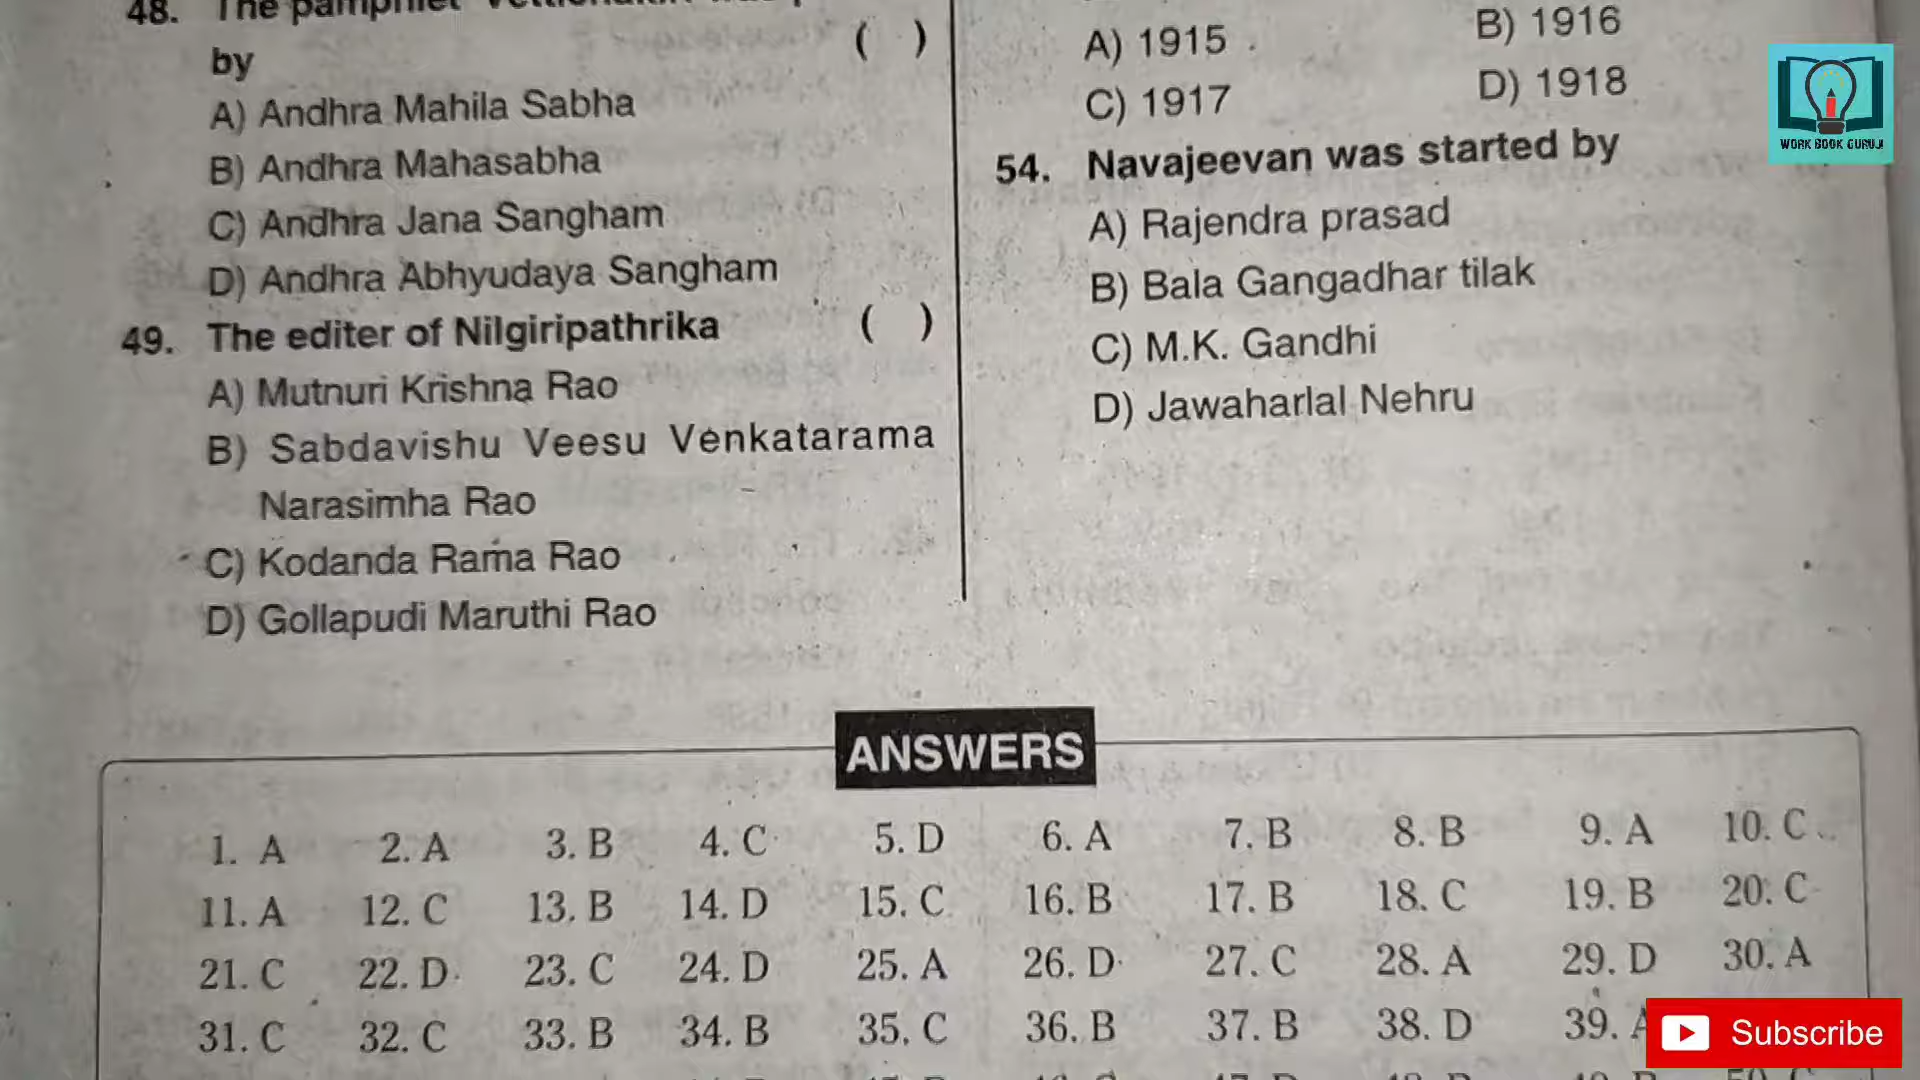 48. The pamphlet
by ( )
A) Andhra Mahila Sabha
B) Andhra Mahasabha
C) Andhra Jana Sangham
D) Andhra Abhyudaya Sangham
49. The editer of Nilgiripathrika ( )
A) Mutnuri Krishna Rao
B) Sabdavishu Veesu Venkatarama
Narasimha Rao
C) Kodanda Rama Rao
D) Gollapudi Maruthi Rao
A) 1915 B) 1916
C) 1917 D) 1918
54. Navajeevan was started by
A) Rajendra prasad
B) Bala Gangadhar tilak
C) M.K. Gandhi
D) Jawaharlal Nehru
WORK BOOK GURUJI
ANSWERS
1. A 2. A 3. B 4. C 5. D 6. A 7. B 8. B 9. A 10. C
11. A 12. C 13. B 14. D 15. C 16. B 17. B 18. C 19. B 20. C
21. C 22. D 23. C 24. D 25. A 26. D 27. C 28. A 29. D 30. A
31. C 32. C 33. B 34. B 35. C 36. B 37. B 38. D 39. A
Subscribe